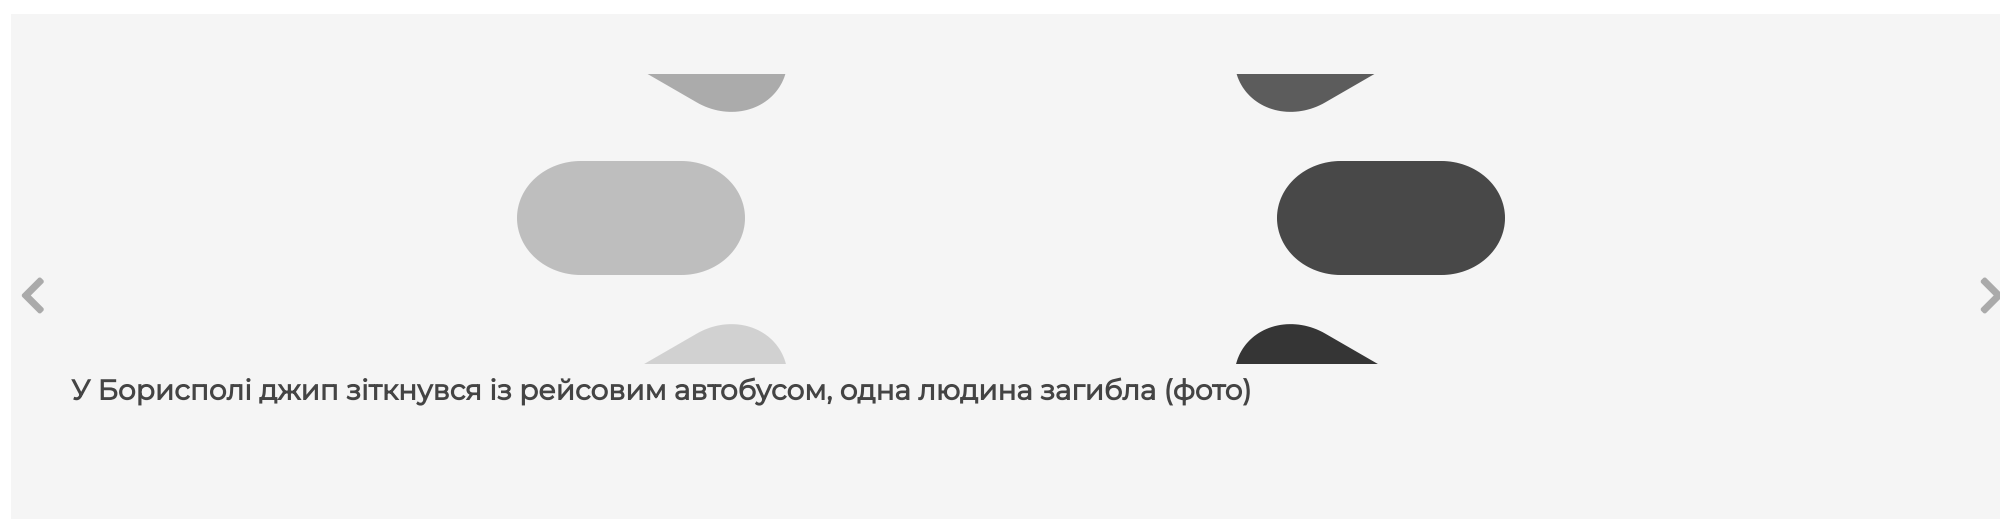 У Борисполі джип зіткнувся із рейсовим автобусом, одна людина загибла (фото)